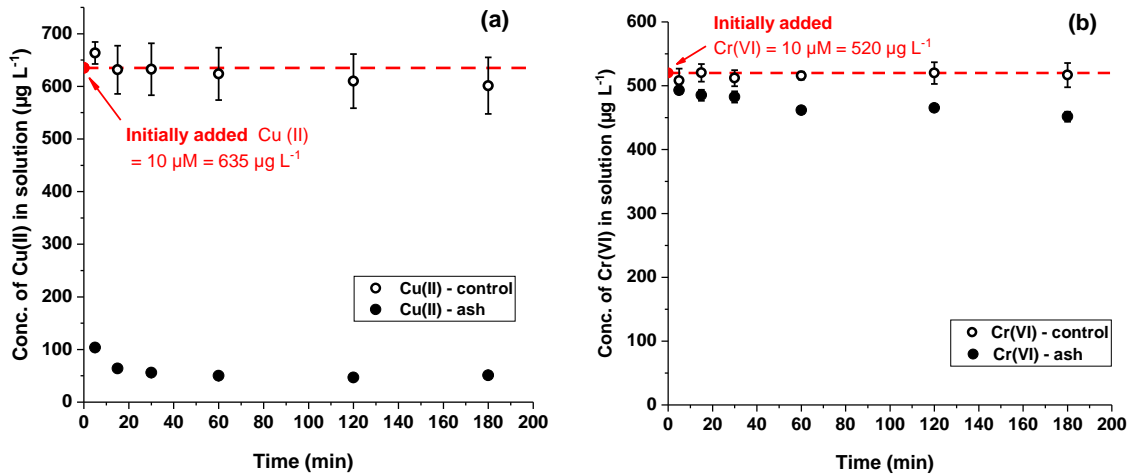 (a)
Conc. of Cu(II) in solution (µg L-1)
700
600
500
400
300
200
100
0
Initially added Cu (II)
= 10 µM = 635 µg L-1
Cu(II) - control
Cu(II) - ash
0 20 40 60 80 100 120 140 160 180 200
Time (min)
(b)
Conc. of Cr(VI) in solution (µg L-1)
600
500
400
300
200
100
0
Initially added
Cr(VI) = 10 µM = 520 µg L-1
Cr(VI) - control
Cr(VI) - ash
0 20 40 60 80 100 120 140 160 180 200
Time (min)